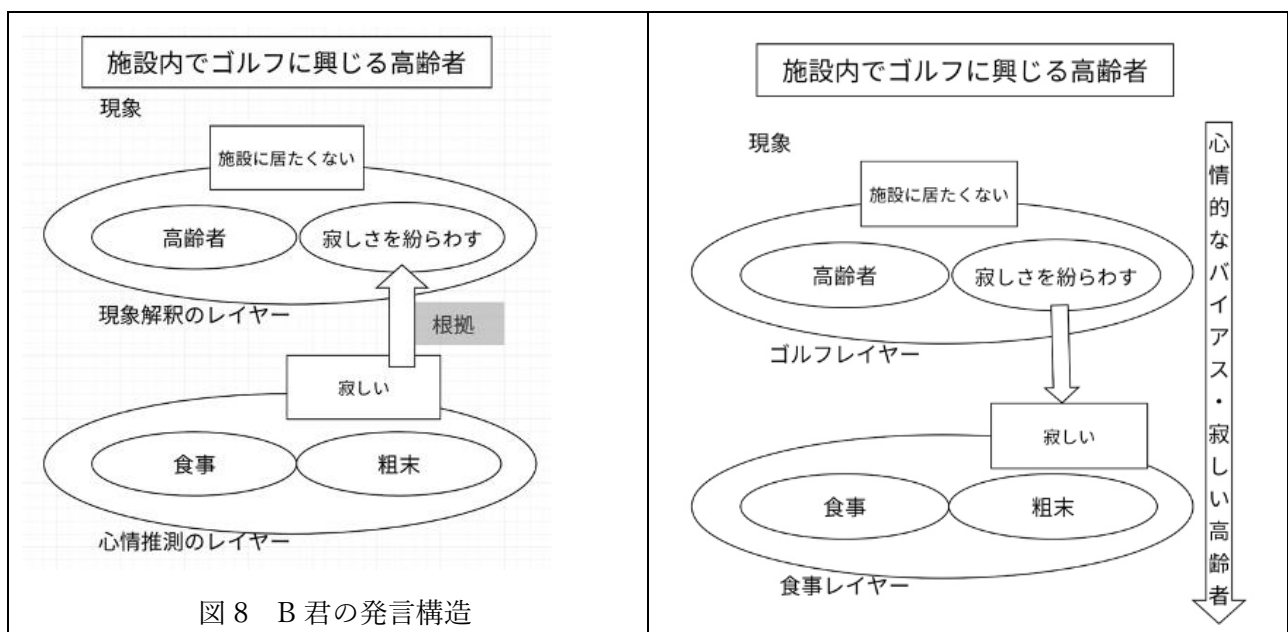 施設内でゴルフに興じる高齢者
現象
施設に居たくない
高齢者
寂しさを紛らわす
現象解釈のレイヤー
根拠
寂しい
食事
粗末
心情推測のレイヤー
図 8 B 君の発言構造
施設内でゴルフに興じる高齢者
現象
施設に居たくない
高齢者
寂しさを紛らわす
ゴルフレイヤー
寂しい
食事
粗末
食事レイヤー
心情的なバイアス・寂しい高齢者